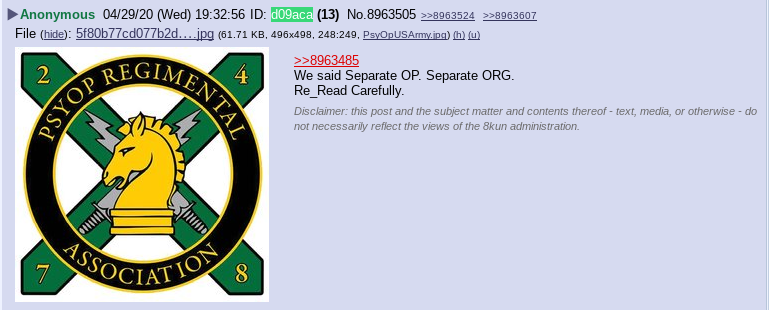 ▶Anonymous 04/29/20 (Wed) 19:32:56 ID: d09aca (13) No.8963505 >>8963524 >>8963607
File (hide): 5f80b77cd077b2d….jpg (61.71 KB, 496x498, 248:249, PsyOpUSArmy.jpg) (h) (u)
>>8963485
We said Separate OP. Separate ORG.
Re_Read Carefully.
Disclaimer: this post and the subject matter and contents thereof - text, media, or otherwise - do
not necessarily reflect the views of the 8kun administration.
2
4
PSYOP REGIMENTAL
ASSOCIATION
7
8